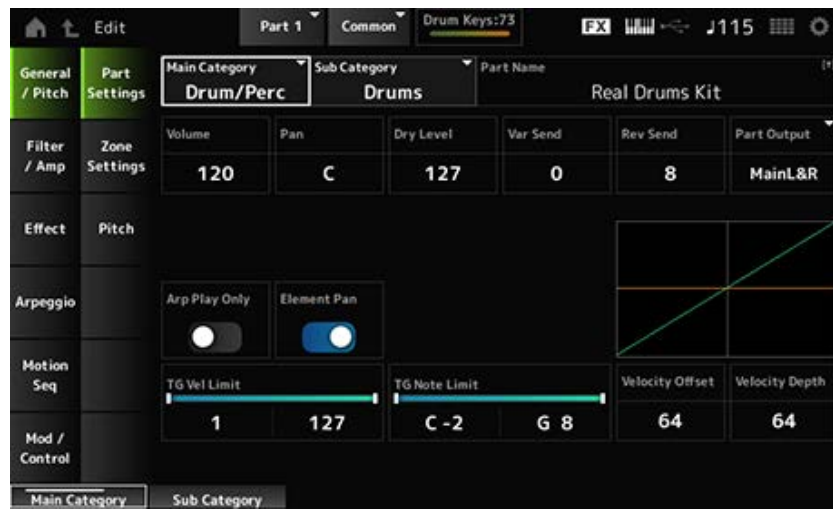 Edit
Part 1
Common
Drum Keys:73
FX
♩115
General / Pitch
Part Settings
Main Category
Drum/Perc
Sub Category
Drums
Part Name
Real Drums Kit
Filter / Amp
Zone Settings
Volume
120
Pan
C
Dry Level
127
Var Send
0
Rev Send
8
Part Output
MainL&R
Effect
Pitch
Arpeggio
Arp Play Only
Element Pan
Motion Seq
TG Vel Limit
1
127
TG Note Limit
C -2
G 8
Velocity Offset
64
Velocity Depth
64
Mod / Control
Main Category
Sub Category